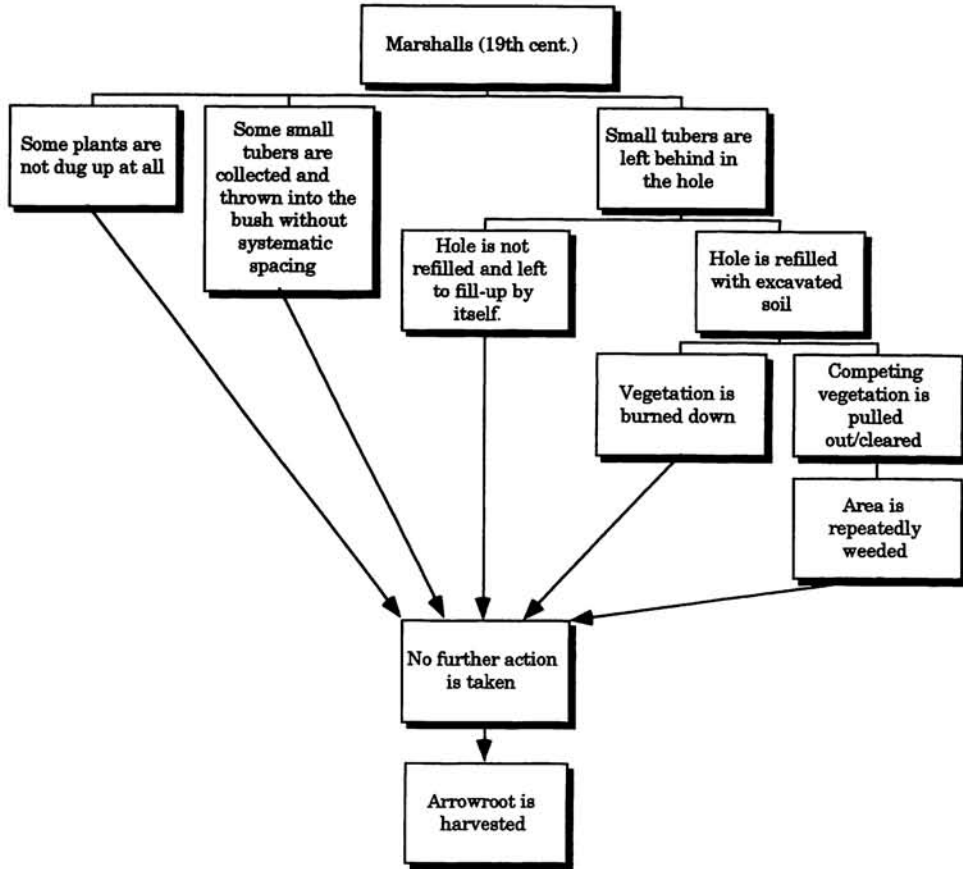 Marshalls (19th cent.)
Some plants are
not dug up at all
Some small
tubers are
collected and
thrown into the
bush without
systematic
spacing
Small tubers are
left behind in
the hole
Hole is not
refilled and left
to fill-up by
itself.
Hole is refilled
with excavated
soil
Vegetation is
burned down
Competing
vegetation is
pulled
out/cleared
Area is
repeatedly
weeded
No further action
is taken
Arrowroot is
harvested